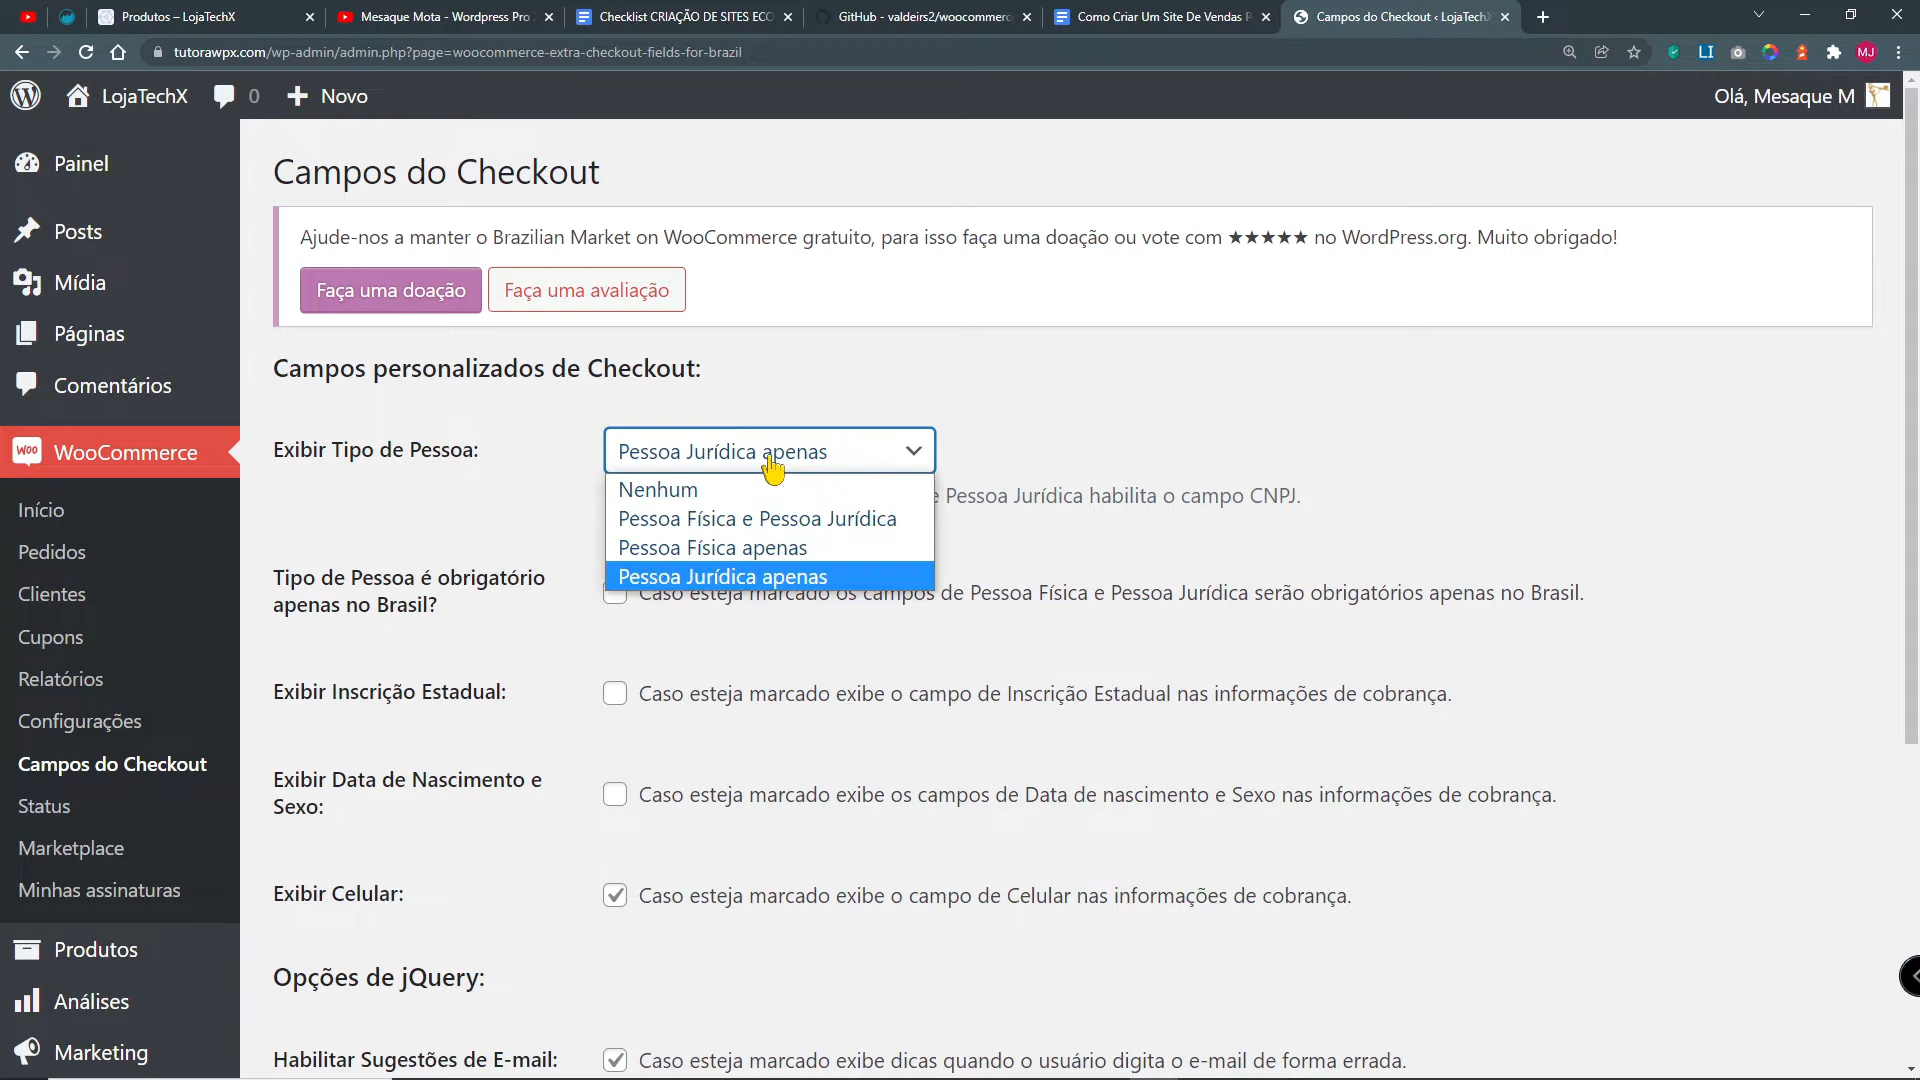 Produtos – LojaTechX
Mesaque Mota - Wordpress Pro
Checklist CRIAÇÃO DE SITES ECO
GitHub - valdeirs2/woocommerc
Como Criar Um Site De Vendas P
Campos do Checkout ‹ LojaTechX
tutorawpx.com/wp-admin/admin.php?page=woocommerce-extra-checkout-fields-for-brazil
LI
MJ
LojaTechX
0
Novo
Olá, Mesaque M
Painel
Posts
Mídia
Páginas
Comentários
Woo
WooCommerce
Início
Pedidos
Clientes
Cupons
Relatórios
Configurações
Campos do Checkout
Status
Marketplace
Minhas assinaturas
Produtos
Análises
Marketing
Campos do Checkout
Ajude-nos a manter o Brazilian Market on WooCommerce gratuito, para isso faça uma doação ou vote com ★★★★★ no WordPress.org. Muito obrigado!
Faça uma doação
Faça uma avaliação
Campos personalizados de Checkout:
Exibir Tipo de Pessoa:
Pessoa Jurídica apenas
Nenhum
Pessoa Física e Pessoa Jurídica
Pessoa Física apenas
Pessoa Jurídica apenas
e Pessoa Jurídica habilita o campo CNPJ.
Tipo de Pessoa é obrigatório
apenas no Brasil?
Caso esteja marcado os campos de Pessoa Física e Pessoa Jurídica serão obrigatórios apenas no Brasil.
Exibir Inscrição Estadual:
Caso esteja marcado exibe o campo de Inscrição Estadual nas informações de cobrança.
Exibir Data de Nascimento e
Sexo:
Caso esteja marcado exibe os campos de Data de nascimento e Sexo nas informações de cobrança.
Exibir Celular:
Caso esteja marcado exibe o campo de Celular nas informações de cobrança.
Opções de jQuery:
Habilitar Sugestões de E-mail:
Caso esteja marcado exibe dicas quando o usuário digita o e-mail de forma errada.